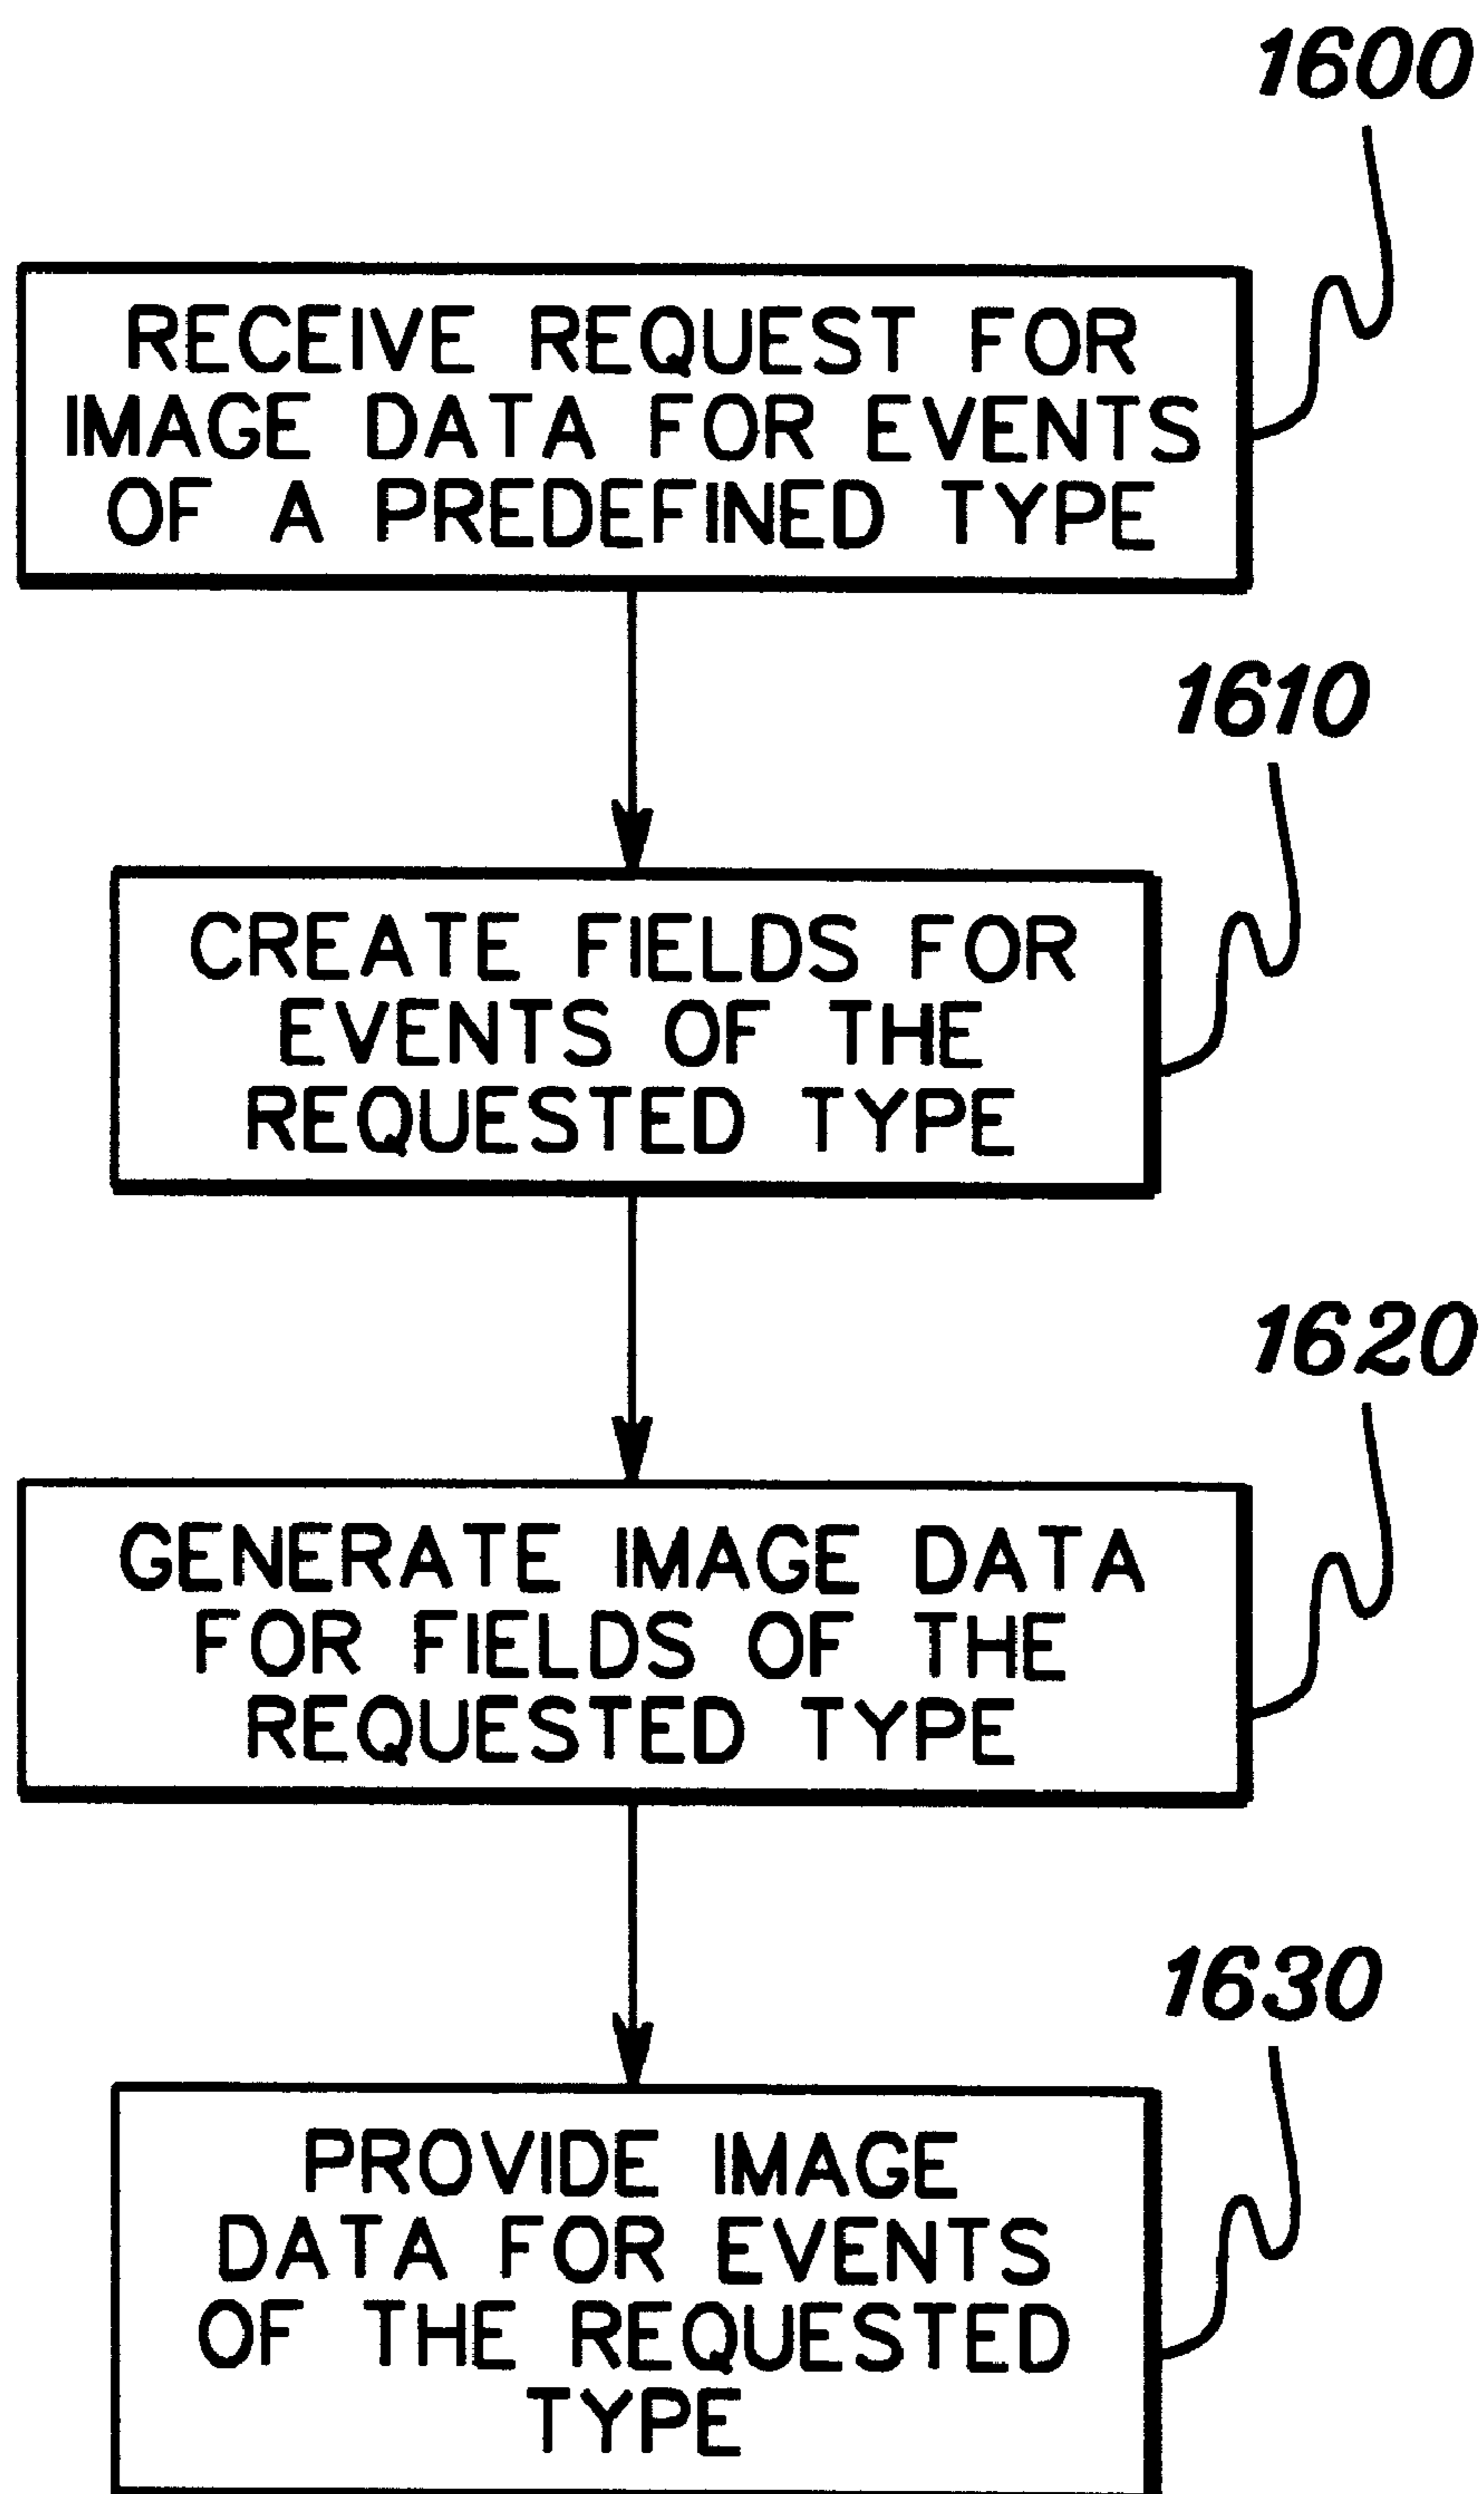 1600
RECEIVE REQUEST FOR
IMAGE DATA FOR EVENTS
OF A PREDEFINED TYPE
1610
CREATE FIELDS FOR
EVENTS OF THE
REQUESTED TYPE
1620
GENERATE IMAGE DATA
FOR FIELDS OF THE
REQUESTED TYPE
1630
PROVIDE IMAGE
DATA FOR EVENTS
OF THE REQUESTED
TYPE